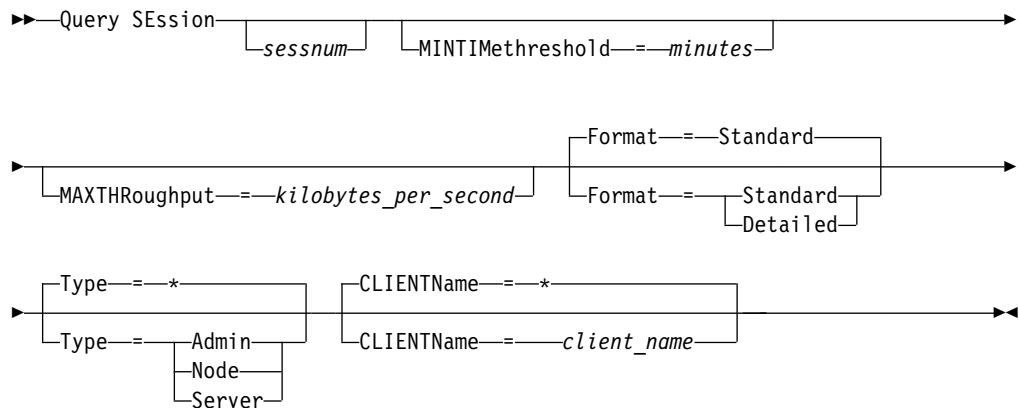 Query SEssion
sessnum
MINTIMethreshold = minutes
Format = Standard
MAXTHRoughput = kilobytes_per_second
Format = Standard
Detailed
Type = *
CLIENTName = *
Type = Admin
CLIENTName = client_name
Node
Server